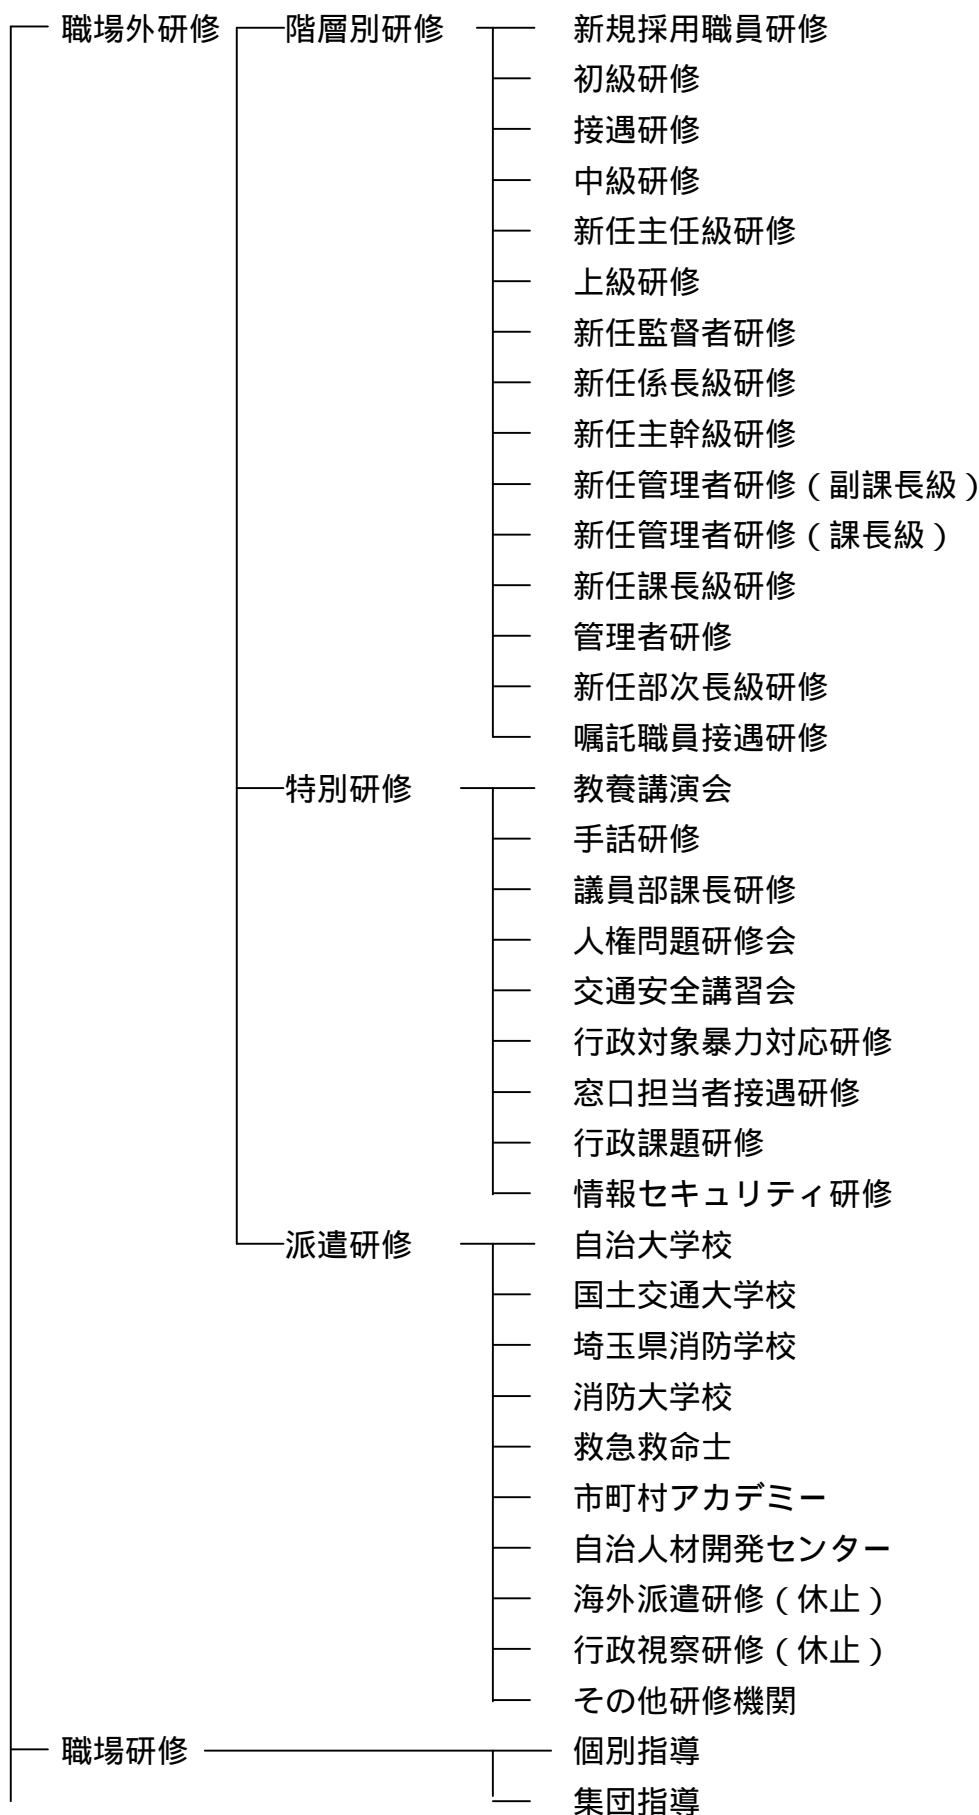 職場外研修 階層別研修 新規採用職員研修
初級研修
接遇研修
中級研修
新任主任級研修
上級研修
新任監督者研修
新任係長級研修
新任主幹級研修
新任管理者研修（副課長級）
新任管理者研修（課長級）
新任課長級研修
管理者研修
新任部次長級研修
嘱託職員接遇研修
特別研修 教養講演会
手話研修
議員部課長研修
人権問題研修会
交通安全講習会
行政対象暴力対応研修
窓口担当者接遇研修
行政課題研修
情報セキュリティ研修
派遣研修 自治大学校
国土交通大学校
埼玉県消防学校
消防大学校
救急救命士
市町村アカデミー
自治人材開発センター
海外派遣研修（休止）
行政視察研修（休止）
その他研修機関
職場研修 個別指導
集団指導